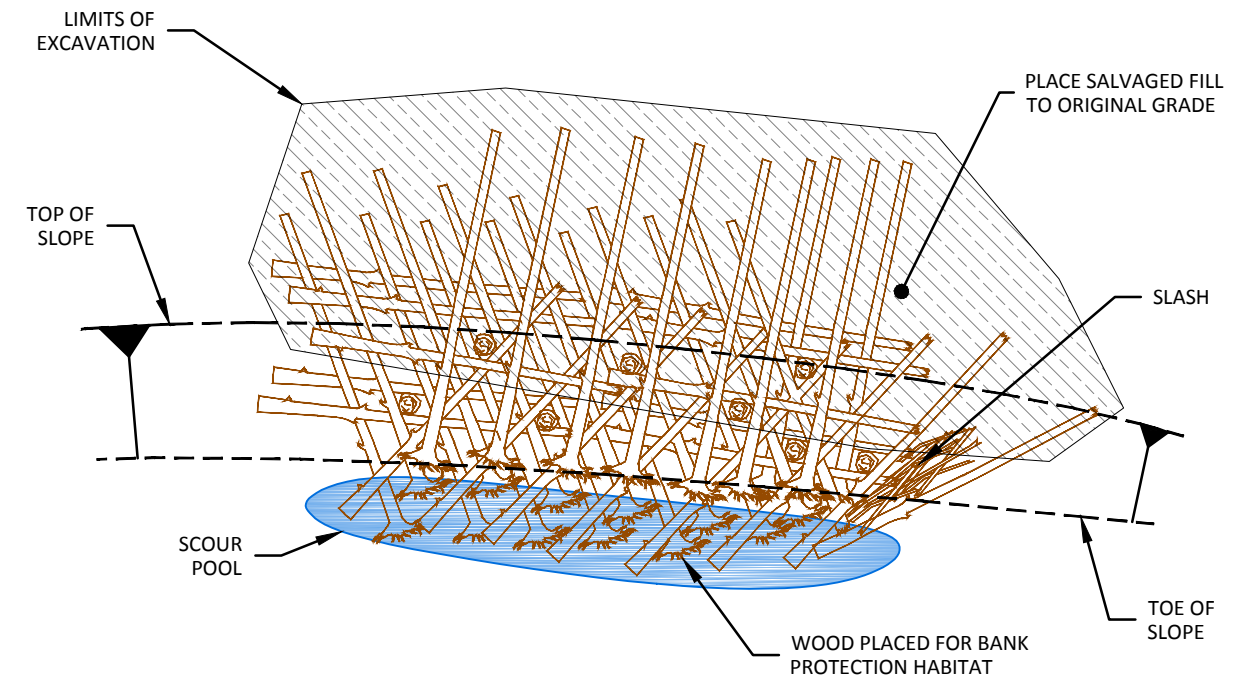 LIMITS OF
EXCAVATION
PLACE SALVAGED FILL
TO ORIGINAL GRADE
TOP OF
SLOPE
SLASH
SCOUR
POOL
TOE OF
SLOPE
WOOD PLACED FOR BANK
PROTECTION HABITAT